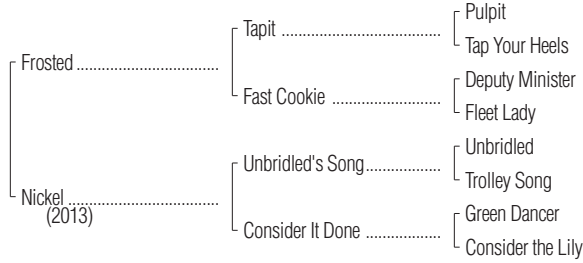 Pulpit
Tapit ......................................
Tap Your Heels
Frosted ..................................
Deputy Minister
Fast Cookie ..........................
Fleet Lady
Unbridled
Unbridled's Song..................
Trolley Song
Nickel ....................................
(2013)
Green Dancer
Consider It Done ..................
Consider the Lily